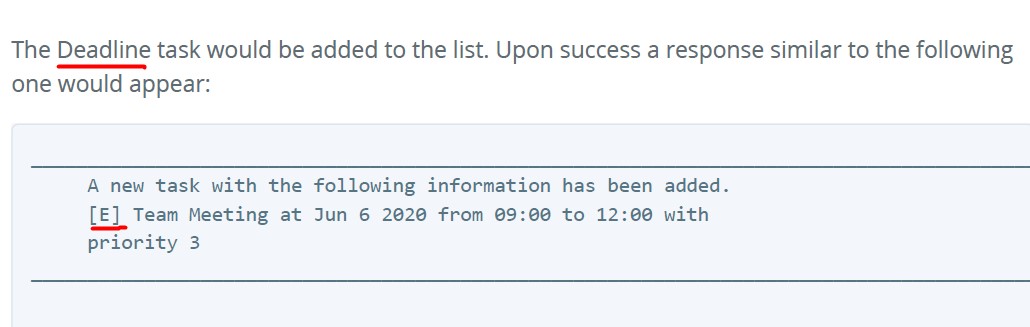 The Deadline task would be added to the list. Upon success a response similar to the following
one would appear:
A new task with the following information has been added.
[E] Team Meeting at Jun 6 2020 from 09:00 to 12:00 with
priority 3